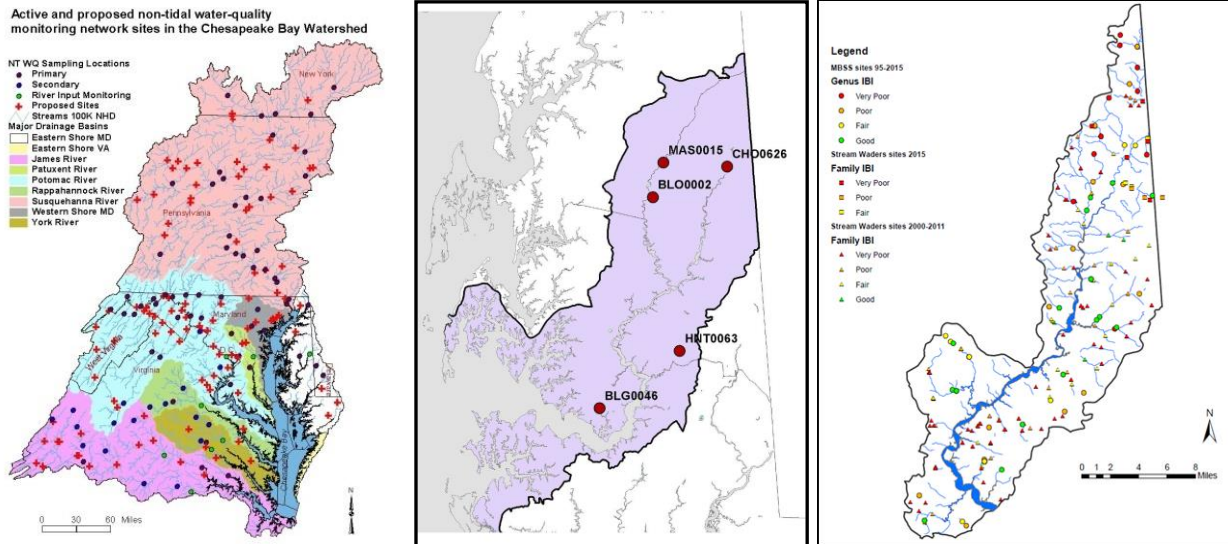 Active and proposed non-tidal water-quality
monitoring network sites in the Chesapeake Bay Watershed
NT WQ Sampling Locations
Primary
Secondary
River Input Monitoring
Proposed Sites
Streams 100K NHD
Major Drainage Basins
Eastern Shore MD
Eastern Shore VA
James River
Patuxent River
Potomac River
Rappahannock River
Susquehanna River
Western Shore MD
York River
New York
Pennsylvania
Maryland
West Virginia
Virginia
Chesapeake Bay
0 30 60 Miles
N
MAS0015
CHO0626
BLO0002
HNT0063
BLG0046
Legend
MBSS sites 95-2015
Genus IBI
Very Poor
Poor
Fair
Good
Stream Waders sites 2015
Family IBI
Very Poor
Poor
Fair
Stream Waders sites 2000-2011
Family IBI
Very Poor
Poor
Fair
Good
N
0 1 2 4 6 8
Miles